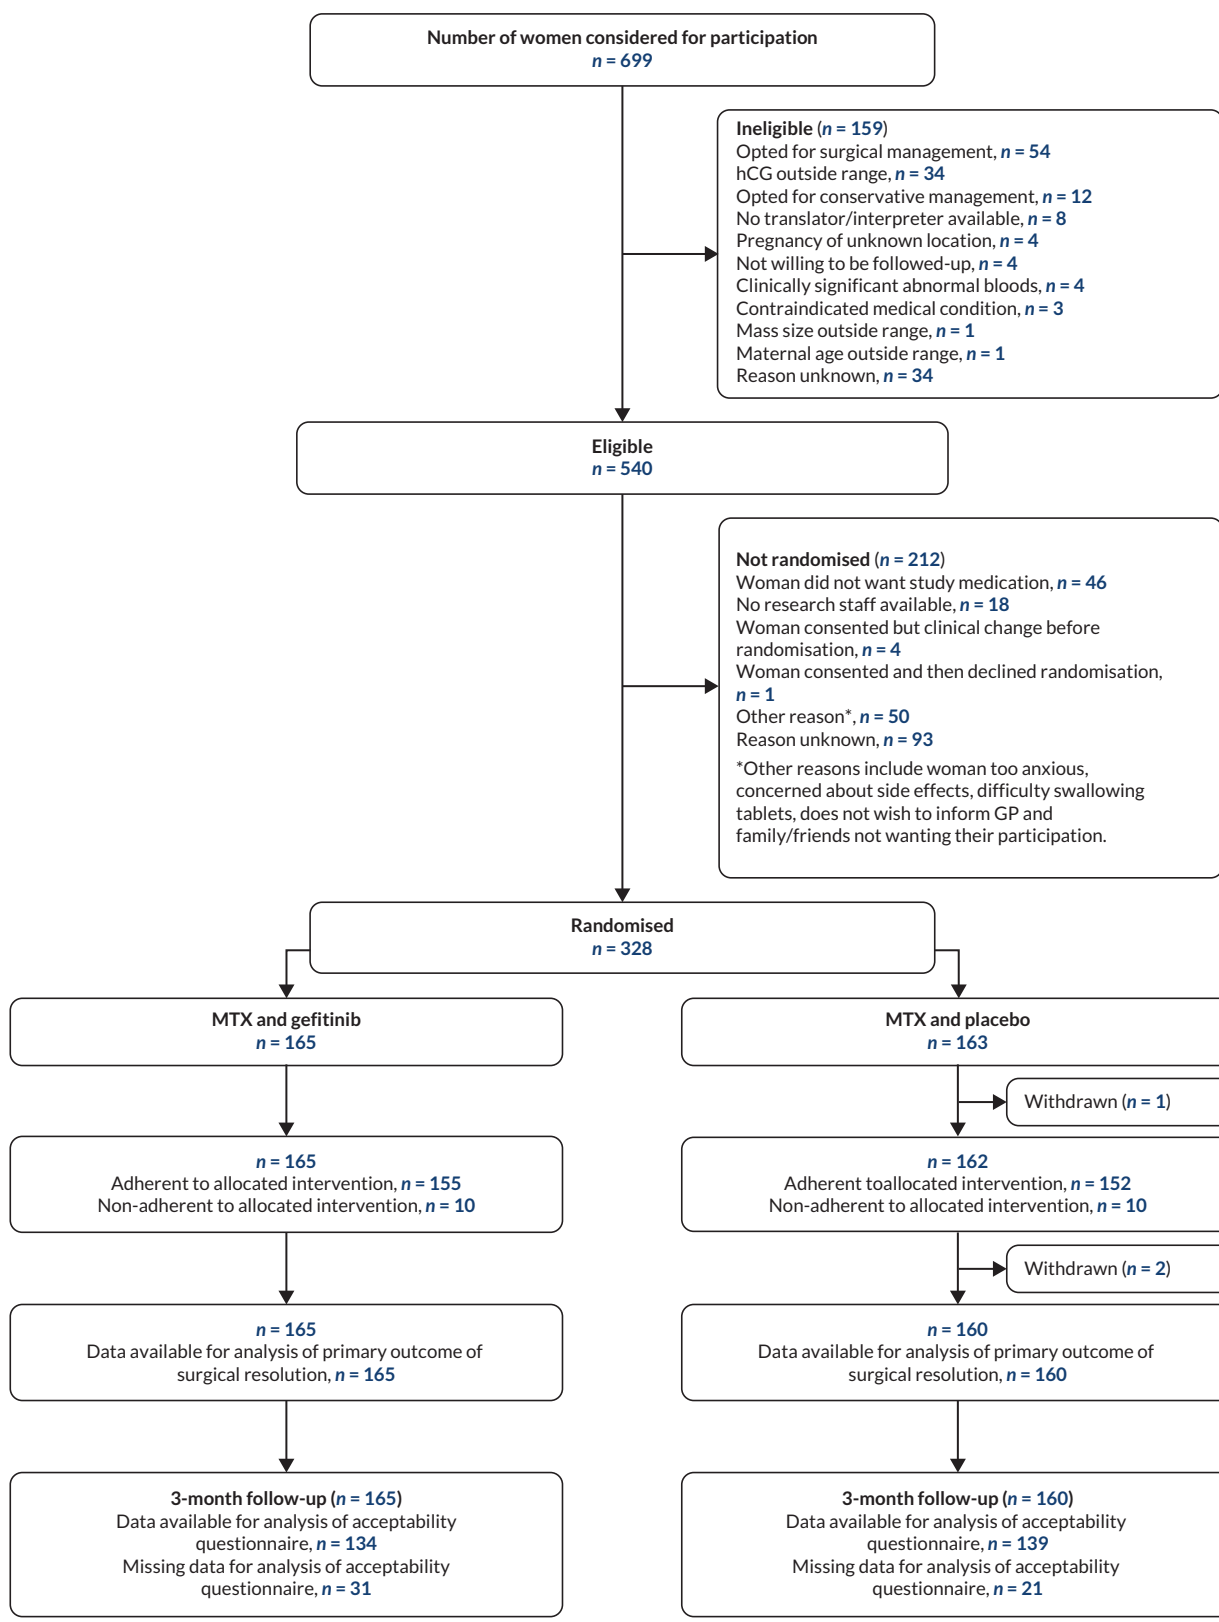 Number of women considered for participation
n = 699
Ineligible (n = 159)
Opted for surgical management, n = 54
hCG outside range, n = 34
Opted for conservative management, n = 12
No translator/interpreter available, n = 8
Pregnancy of unknown location, n = 4
Not willing to be followed-up, n = 4
Clinically significant abnormal bloods, n = 4
Contraindicated medical condition, n = 3
Mass size outside range, n = 1
Maternal age outside range, n = 1
Reason unknown, n = 34
Eligible
n = 540
Not randomised (n = 212)
Woman did not want study medication, n = 46
No research staff available, n = 18
Woman consented but clinical change before
randomisation, n = 4
Woman consented and then declined randomisation,
n = 1
Other reason*, n = 50
Reason unknown, n = 93
*Other reasons include woman too anxious,
concerned about side effects, difficulty swallowing
tablets, does not wish to inform GP and
family/friends not wanting their participation.
Randomised
n = 328
MTX and gefitinib
n = 165
MTX and placebo
n = 163
Withdrawn (n = 1)
n = 165
Adherent to allocated intervention, n = 155
Non-adherent to allocated intervention, n = 10
n = 162
Adherent toallocated intervention, n = 152
Non-adherent to allocated intervention, n = 10
Withdrawn (n = 2)
n = 165
Data available for analysis of primary outcome of
surgical resolution, n = 165
n = 160
Data available for analysis of primary outcome of
surgical resolution, n = 160
3-month follow-up (n = 165)
Data available for analysis of acceptability
questionnaire, n = 134
Missing data for analysis of acceptability
questionnaire, n = 31
3-month follow-up (n = 160)
Data available for analysis of acceptability
questionnaire, n = 139
Missing data for analysis of acceptability
questionnaire, n = 21